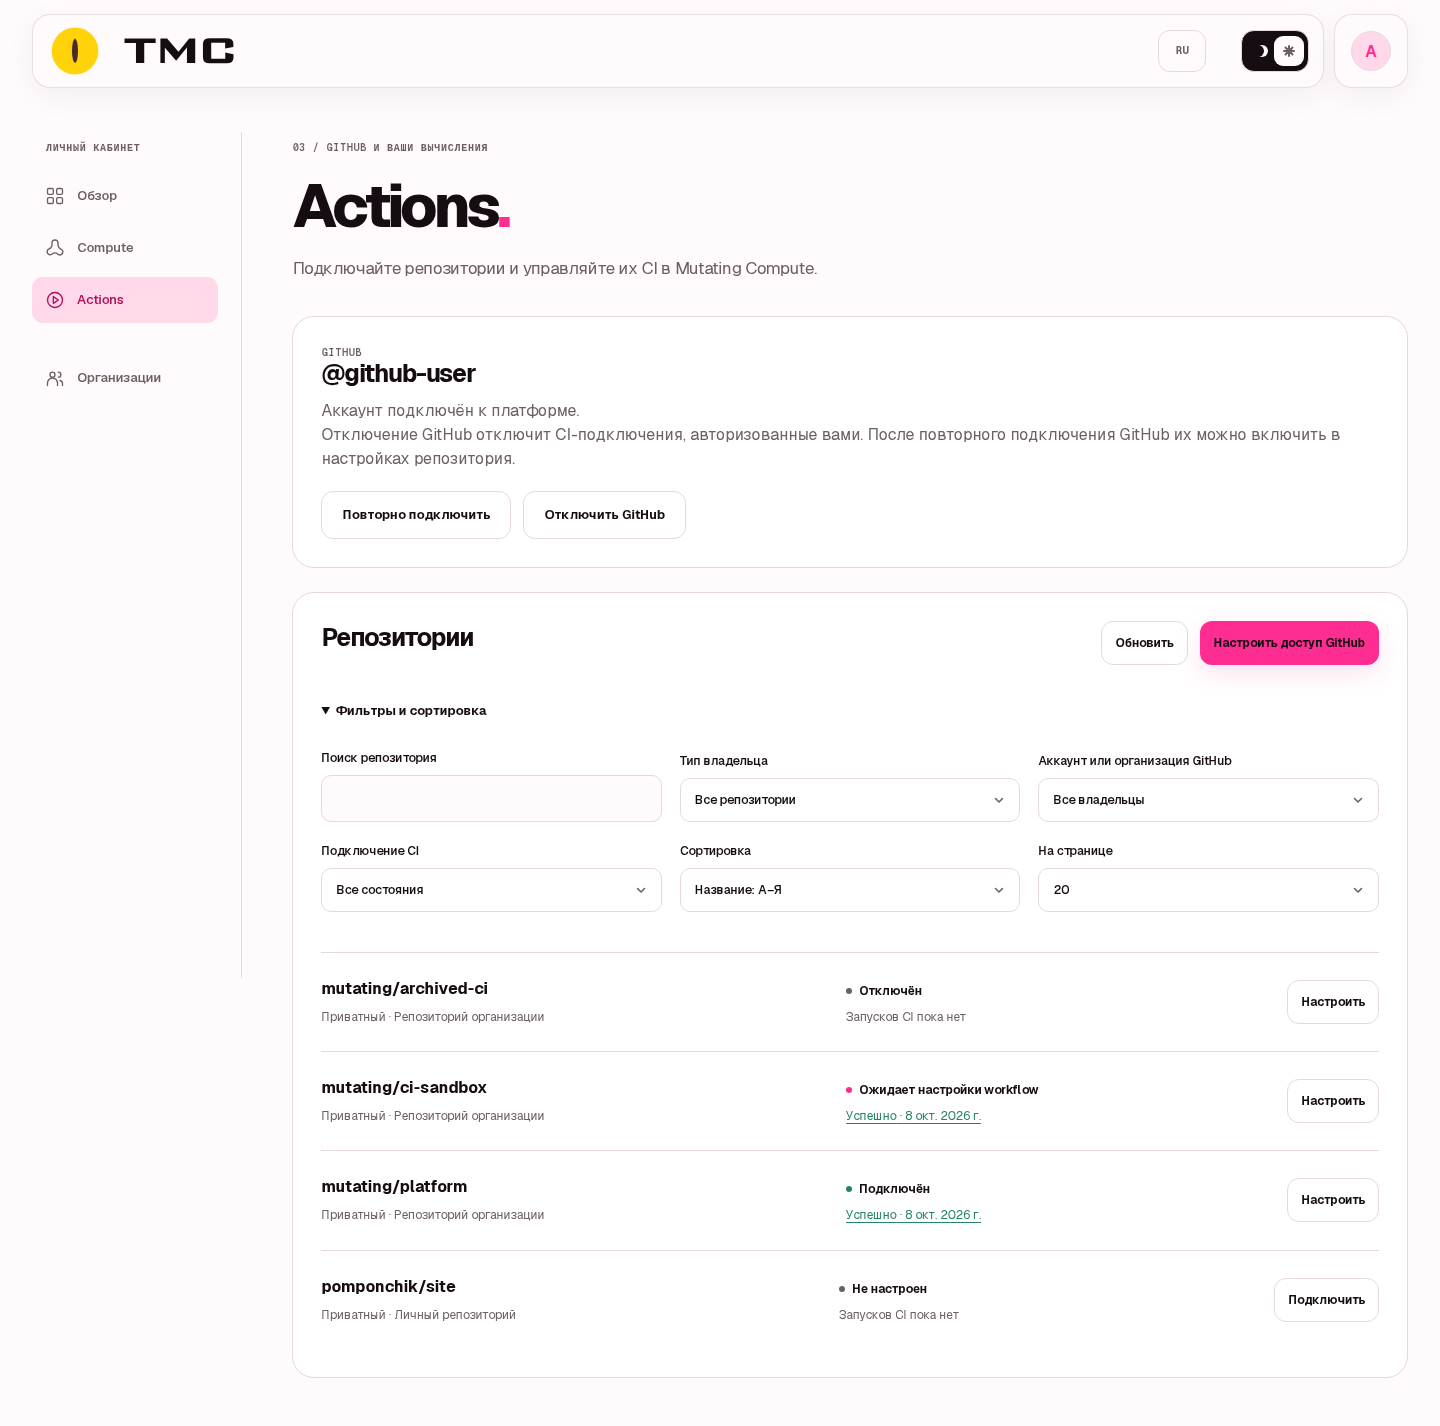 TMC
RU
A
ЛИЧНЫЙ КАБИНЕТ
Обзор
Compute
Actions
Организации
03 / GITHUB И ВАШИ ВЫЧИСЛЕНИЯ
Actions.
Подключайте репозитории и управляйте их CI в Mutating Compute.
GITHUB
@github-user
Аккаунт подключён к платформе.
Отключение GitHub отключит CI-подключения, авторизованные вами. После повторного подключения GitHub их можно включить в
настройках репозитория.
Повторно подключить
Отключить GitHub
Репозитории
Обновить
Настроить доступ GitHub
Фильтры и сортировка
Поиск репозитория
Тип владельца
Аккаунт или организация GitHub
Все репозитории
Все владельцы
Подключение CI
Сортировка
На странице
Все состояния
Название: А–Я
20
mutating/archived-ci
Приватный · Репозиторий организации
Отключён
Запусков CI пока нет
Настроить
mutating/ci-sandbox
Приватный · Репозиторий организации
Ожидает настройки workflow
Успешно · 8 окт. 2026 г.
Настроить
mutating/platform
Приватный · Репозиторий организации
Подключён
Успешно · 8 окт. 2026 г.
Настроить
pomponchik/site
Приватный · Личный репозиторий
Не настроен
Запусков CI пока нет
Подключить